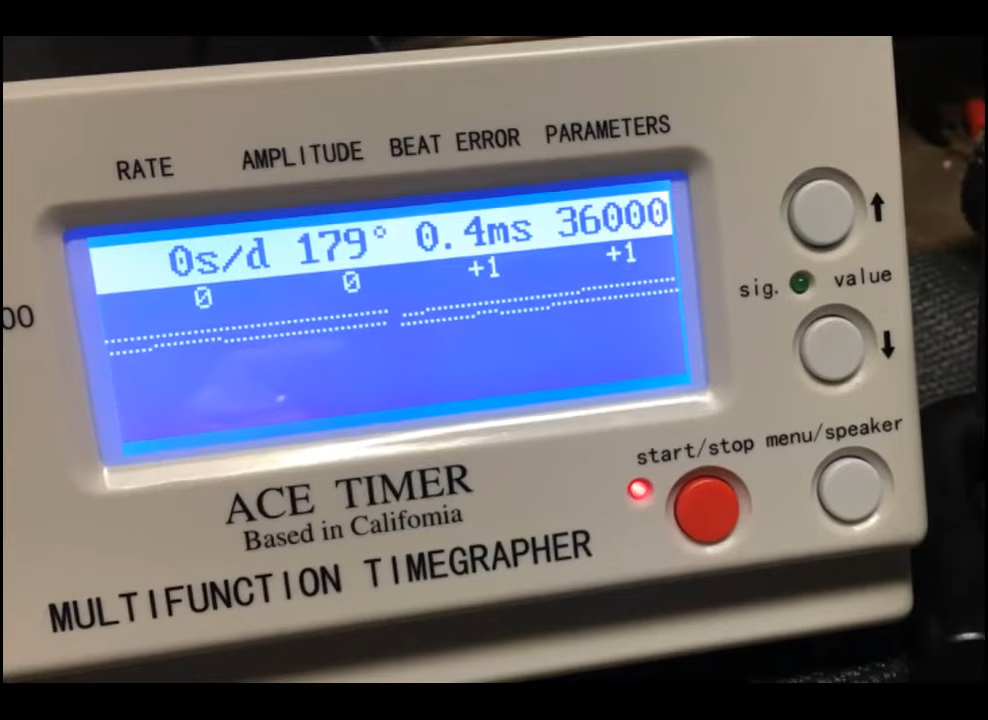 RATE AMPLITUDE BEAT ERROR PARAMETERS
0s/d 179° 0.4ms 36000
0 0 +1 +1
00
sig. value
start/stop menu/speaker
ACE TIMER
Based in Califomia
MULTIFUNCTION TIMEGRAPHER